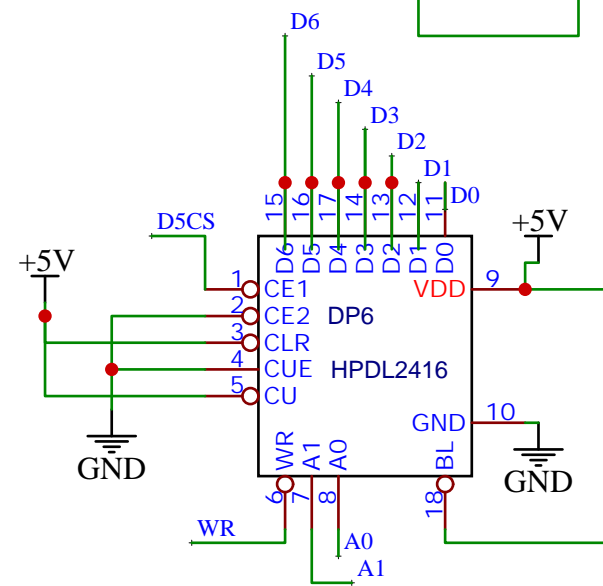 D6
D5
D4
D3
D2
D1
D0
15 16 17 14 13 12 11
D5CS
+5V
+5V
D6 D5 D4 D3 D2 D1 D0
1 CE1
VDD 9
2 CE2
DP6
3 CLR
4 CUE
HPDL2416
5 CU
GND 10
WR A1 A0
BL
GND
GND
6 7 8
18
WR
A0
A1